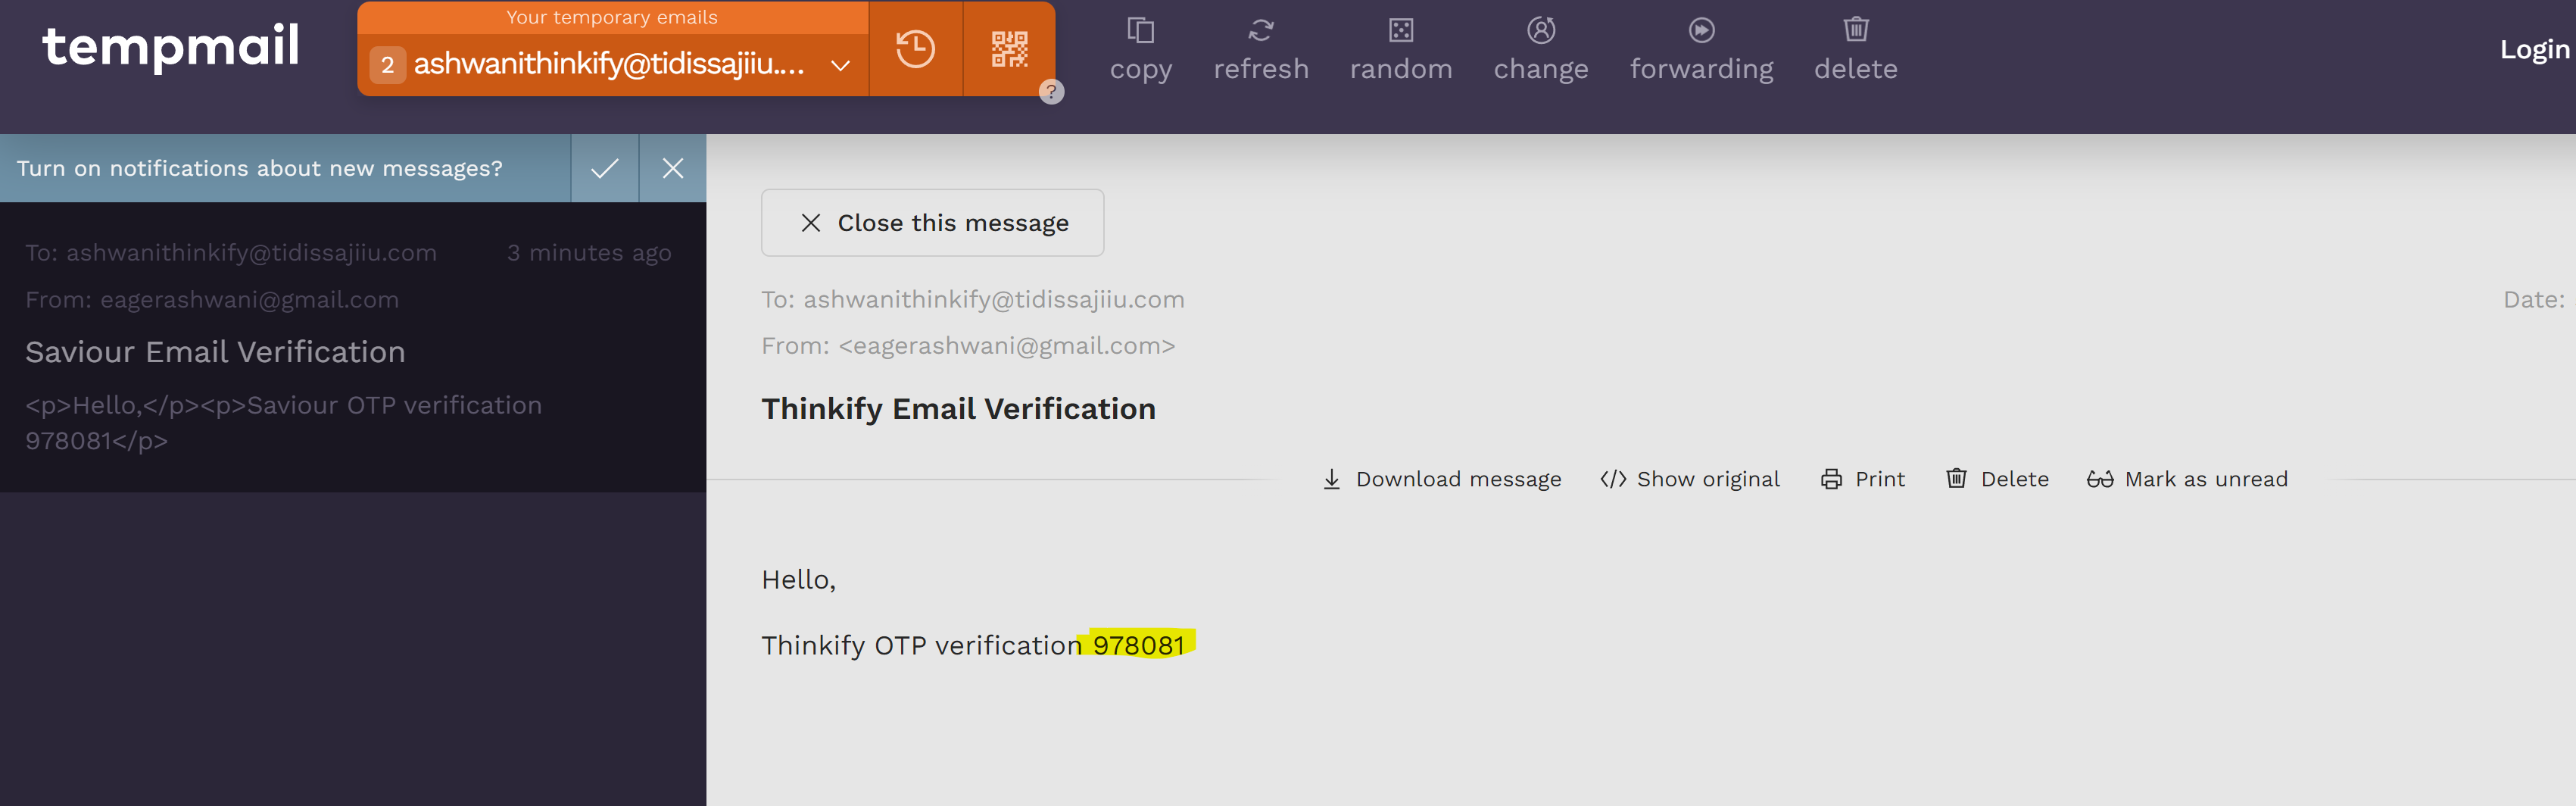 tempmail
Your temporary emails
2 ashwanithinkify@tidissajiiu....
?
copy
refresh
random
change
forwarding
delete
Login
Turn on notifications about new messages?
To: ashwanithinkify@tidissajiiu.com 3 minutes ago
From: eagerashwani@gmail.com
Saviour Email Verification
<p>Hello,</p><p>Saviour OTP verification
978081</p>
Close this message
To: ashwanithinkify@tidissajiiu.com Date:
From: <eagerashwani@gmail.com>
Thinkify Email Verification
Download message </> Show original Print Delete Mark as unread
Hello,
Thinkify OTP verification 978081